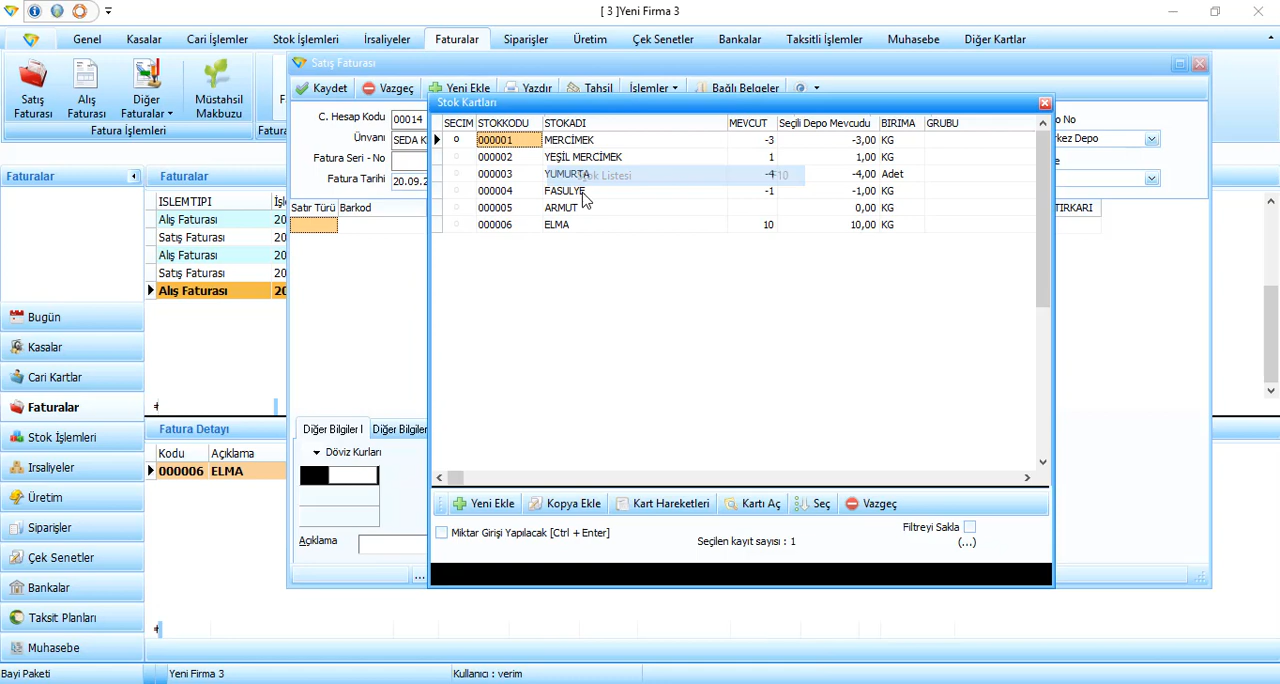 [ 3 ]Yeni Firma 3
Genel Kasalar Cari İşlemler Stok İşlemleri İrsaliyeler Faturalar Siparişler Üretim Çek Senetler Bankalar Taksitli İşlemler Muhasebe Diğer Kartlar
Satış Faturası
Alış Faturası
Diğer Faturalar
Müstahsil Makbuzu
Fatura İşlemleri
Satış Faturası
Kaydet Vazgeç Yeni Ekle Yazdır Tahsil İşlemler Bağlı Belgeler
C. Hesap Kodu 00014
Ünvanı SEDA K
Fatura Seri - No
Fatura Tarihi 20.09.2
Satır Türü Barkod
TIRKARI
Faturalar
Faturalar
ISLEMTIPI
Alış Faturası 20
Satış Faturası 20
Alış Faturası 20
Satış Faturası 20
Alış Faturası 20
Stok Kartları
SECIM STOKKODU STOKADI MEVCUT Seçili Depo Mevcudu BIRIMA GRUBU
000001 MERCİMEK -3 -3,00 KG
000002 YEŞİL MERCİMEK 1 1,00 KG
000003 YUMURTA -4 -4,00 Adet
000004 FASULYE -1 -1,00 KG
000005 ARMUT 0,00 KG
000006 ELMA 10 10,00 KG
Yeni Ekle Kopya Ekle Kart Hareketleri Kartı Aç Seç Vazgeç
Miktar Girişi Yapılacak [Ctrl + Enter]
Filtreyi Sakla
(...)
Seçilen kayıt sayısı : 1
Bugün
Kasalar
Cari Kartlar
Faturalar
Stok İşlemleri
Irsaliyeler
Üretim
Siparişler
Çek Senetler
Bankalar
Taksit Planları
Muhasebe
Fatura Detayı
Kodu Açıklama
000006 ELMA
Diğer Bilgiler I Diğer Bilgiler
Döviz Kurları
Açıklama
...
Bayi Paketi Yeni Firma 3 Kullanıcı : verim